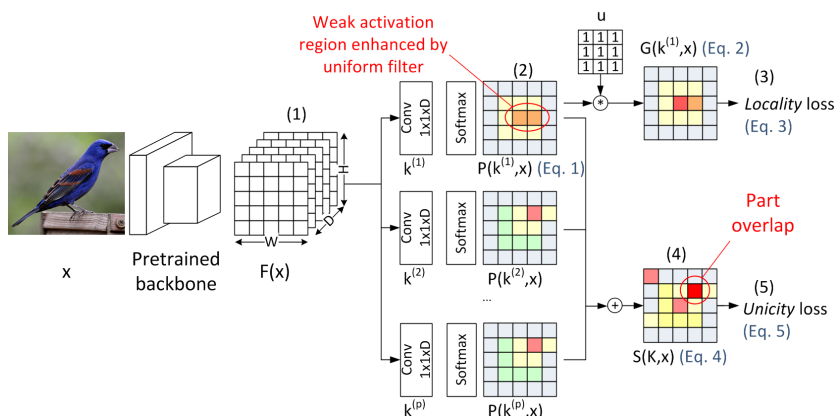 Weak activation
region enhanced by
uniform filter
u
1 1 1
1 1 1
1 1 1
G(k^(1),x) (Eq. 2)
(1)
(2)
(3)
Conv
1x1xD
Softmax
*
Locality loss
(Eq. 3)
H
D
W
k^(1)
P(k^(1),x) (Eq. 1)
Conv
1x1xD
Softmax
Part
overlap
x
Pretrained
backbone
F(x)
k^(2)
P(k^(2),x)
...
(4)
(5)
+
Unicity loss
(Eq. 5)
Conv
1x1xD
Softmax
S(K,x) (Eq. 4)
k^(p)
P(k^(p),x)